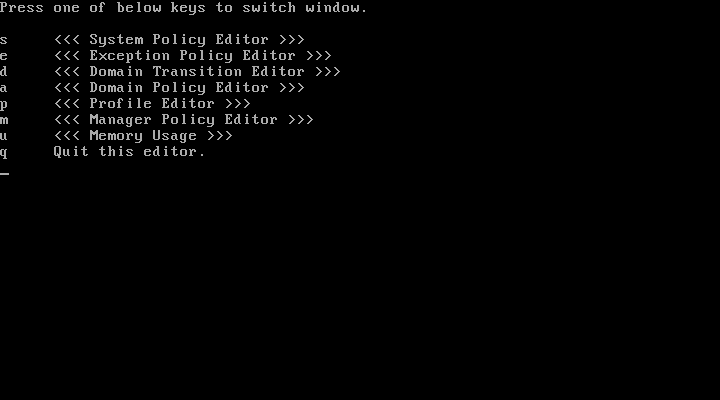 Press one of below keys to switch window.
s     <<< System Policy Editor >>>
e     <<< Exception Policy Editor >>>
d     <<< Domain Transition Editor >>>
a     <<< Domain Policy Editor >>>
p     <<< Profile Editor >>>
m     <<< Manager Policy Editor >>>
u     <<< Memory Usage >>>
q     Quit this editor.